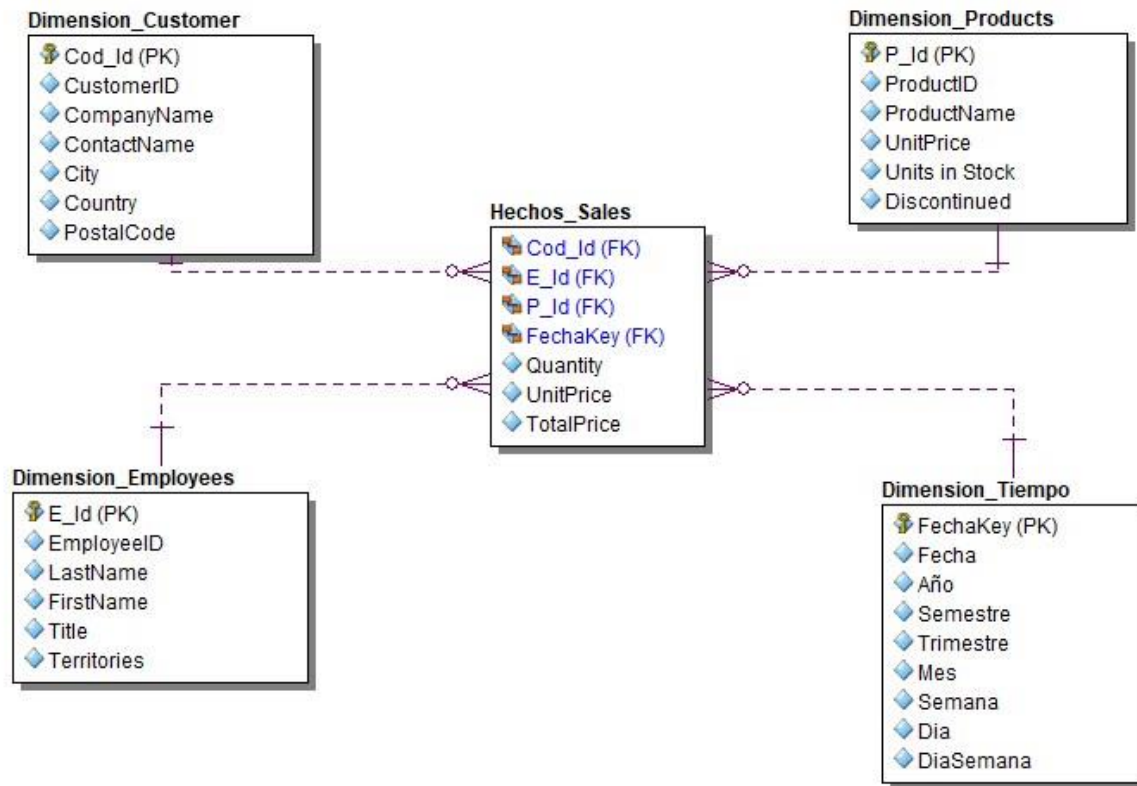 Dimension_Customer
Cod_Id (PK)
CustomerID
CompanyName
ContactName
City
Country
PostalCode
Dimension_Products
P_Id (PK)
ProductID
ProductName
UnitPrice
Units in Stock
Discontinued
Hechos_Sales
Cod_Id (FK)
E_Id (FK)
P_Id (FK)
FechaKey (FK)
Quantity
UnitPrice
TotalPrice
Dimension_Employees
E_Id (PK)
EmployeeID
LastName
FirstName
Title
Territories
Dimension_Tiempo
FechaKey (PK)
Fecha
Año
Semestre
Trimestre
Mes
Semana
Dia
DiaSemana